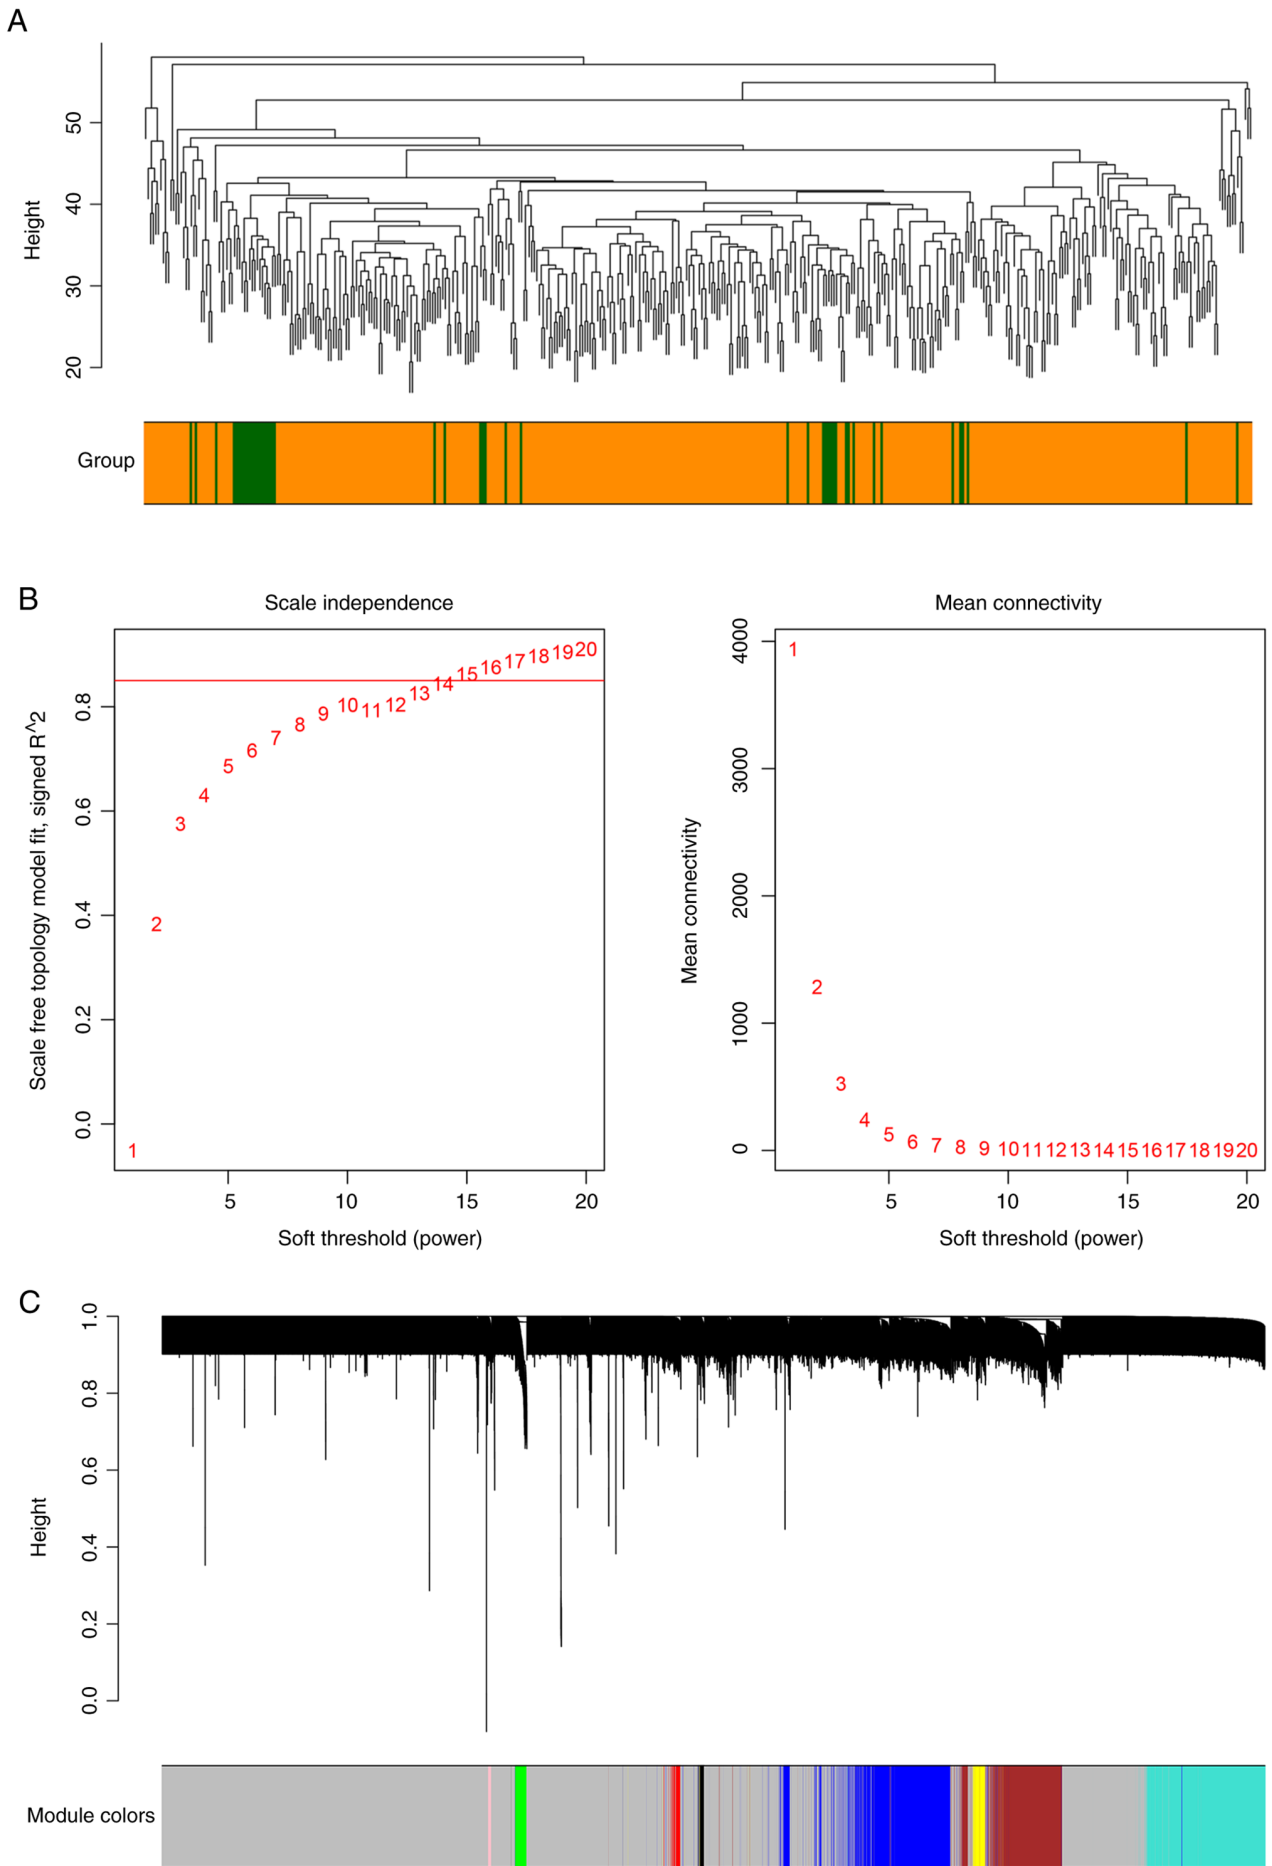 A
Height
50
40
30
20
Group
B
Scale independence
Scale free topology model fit, signed R^2
0.8
0.6
0.4
0.2
0.0
1 2 3 4 5 6 7 8 9 10 11 12 13 14 15 16 17 18 19 20
5 10 15 20
Soft threshold (power)
Mean connectivity
Mean connectivity
4000
3000
2000
1000
0
1 2 3 4 5 6 7 8 9 10 11 12 13 14 15 16 17 18 19 20
5 10 15 20
Soft threshold (power)
C
Height
1.0
0.8
0.6
0.4
0.2
0.0
Module colors